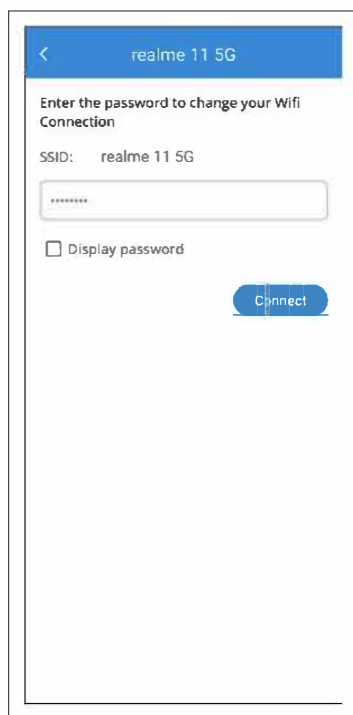 realme 11 5G
Enter the password to change your Wifi
Connection
SSID: realme 11 5G
Display password
Connect